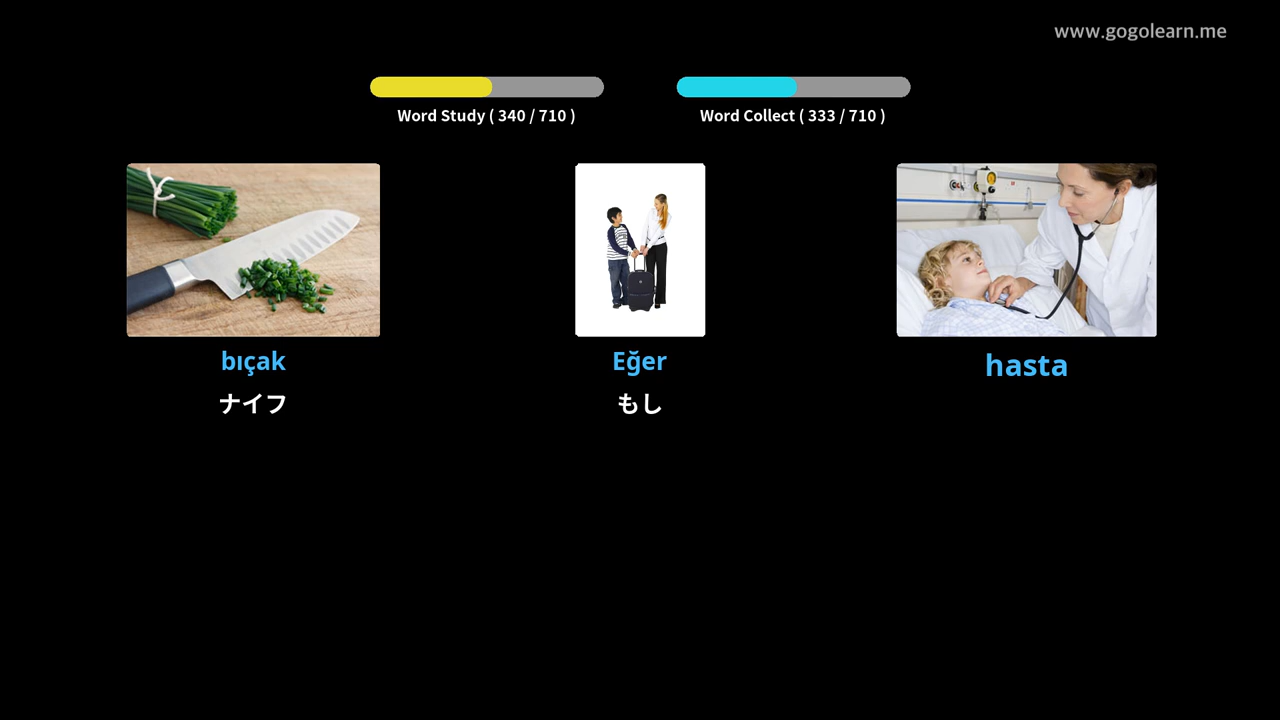 www.gogolearn.me
Word Study ( 340 / 710 )
Word Collect ( 333 / 710 )
bıçak
ナイフ
Eğer
もし
hasta